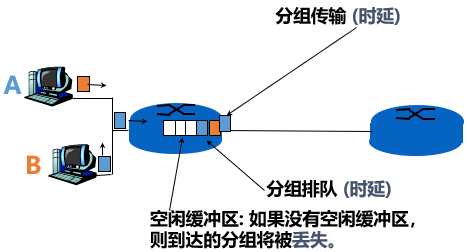 分组传输 (时延)
A
B
分组排队 (时延)
空闲缓冲区: 如果没有空闲缓冲区，
则到达的分组将被丢失。